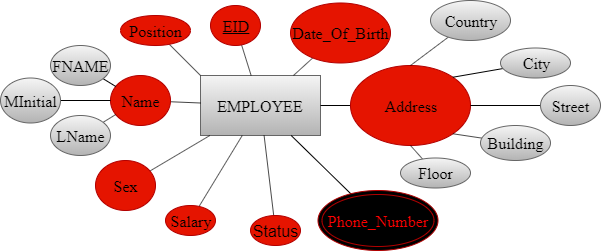 Country
Position
EID
Date_Of_Birth
FNAME
City
MInitial
Name
EMPLOYEE
Address
Street
LName
Building
Floor
Sex
Salary
Status
Phone_Number